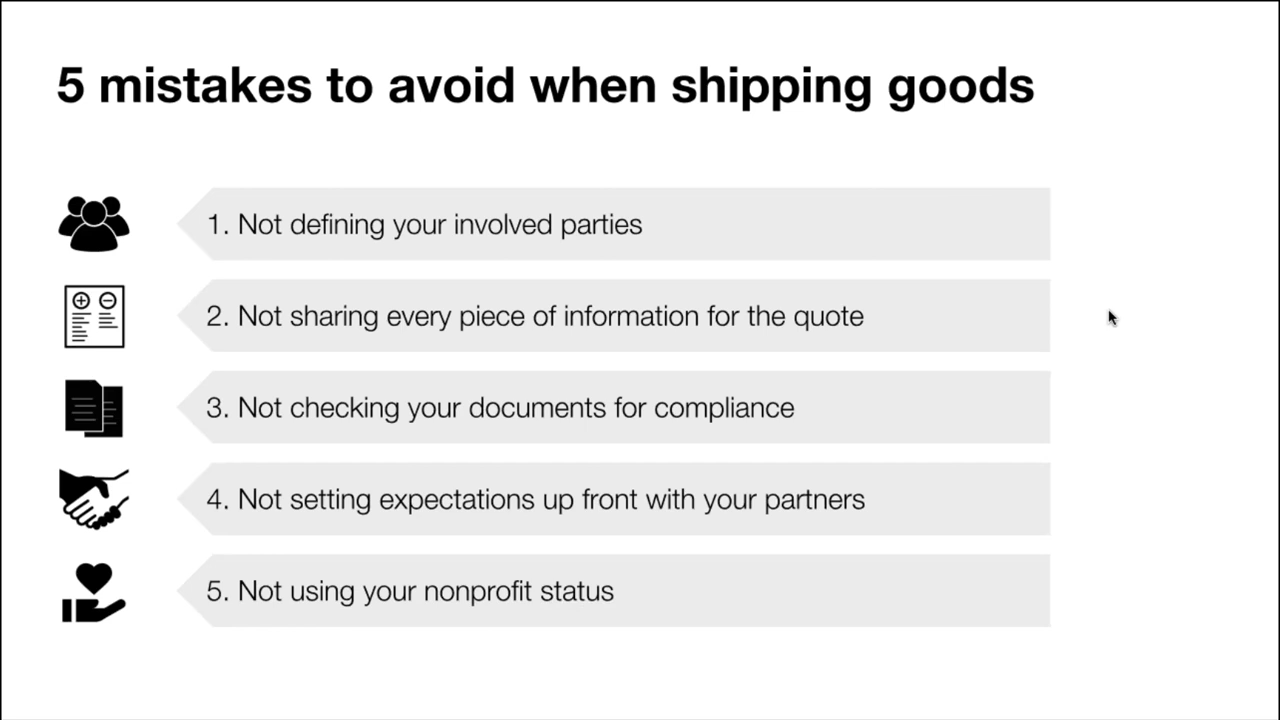 5 mistakes to avoid when shipping goods
1. Not defining your involved parties
2. Not sharing every piece of information for the quote
3. Not checking your documents for compliance
4. Not setting expectations up front with your partners
5. Not using your nonprofit status